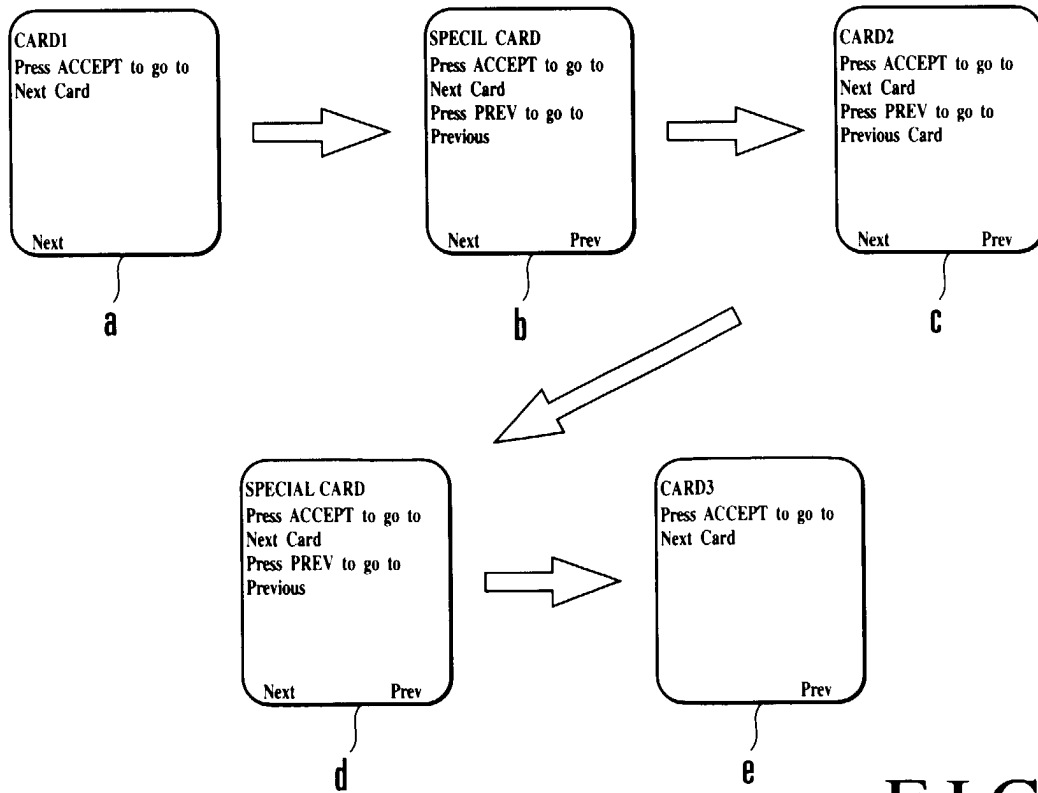 CARD1
Press ACCEPT to go to
Next Card
Next
a
SPECIL CARD
Press ACCEPT to go to
Next Card
Press PREV to go to
Previous
Next Prev
b
CARD2
Press ACCEPT to go to
Next Card
Press PREV to go to
Previous Card
Next Prev
c
SPECIAL CARD
Press ACCEPT to go to
Next Card
Press PREV to go to
Previous
Next Prev
d
CARD3
Press ACCEPT to go to
Next Card
Prev
e